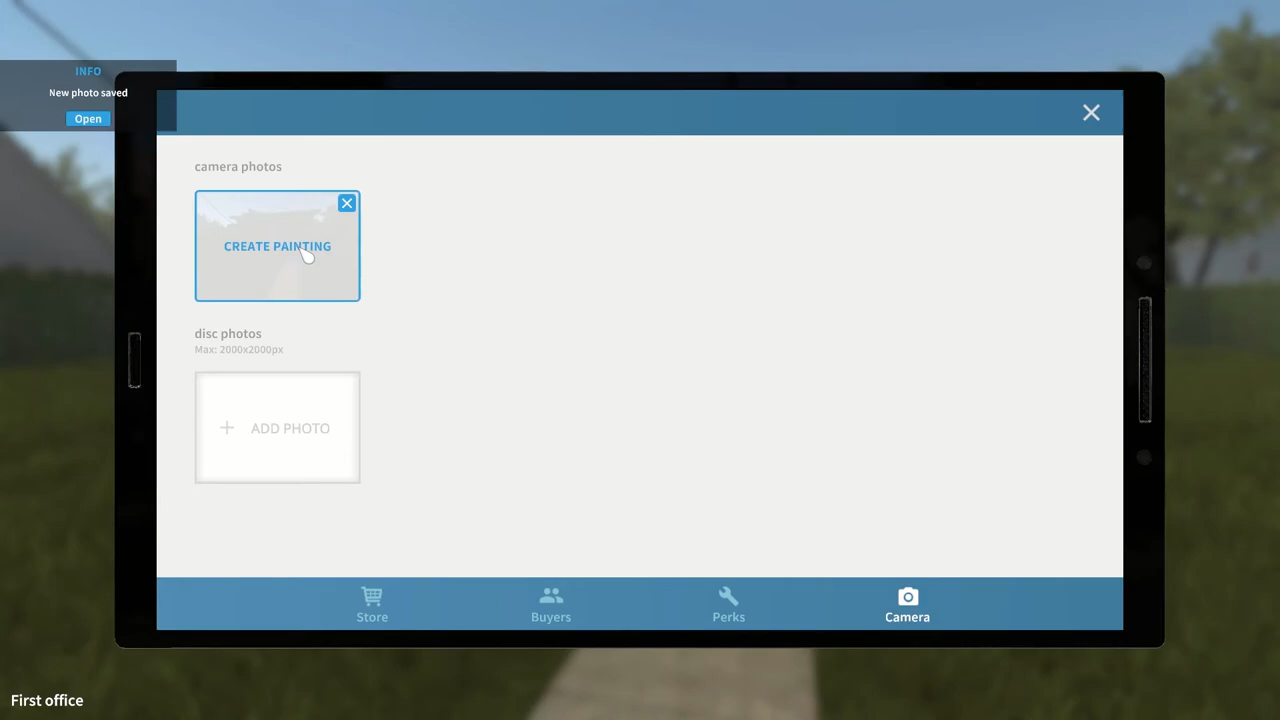 INFO
New photo saved
Open
camera photos
CREATE PAINTING
disc photos
Max: 2000x2000px
+ ADD PHOTO
Store
Buyers
Perks
Camera
First office